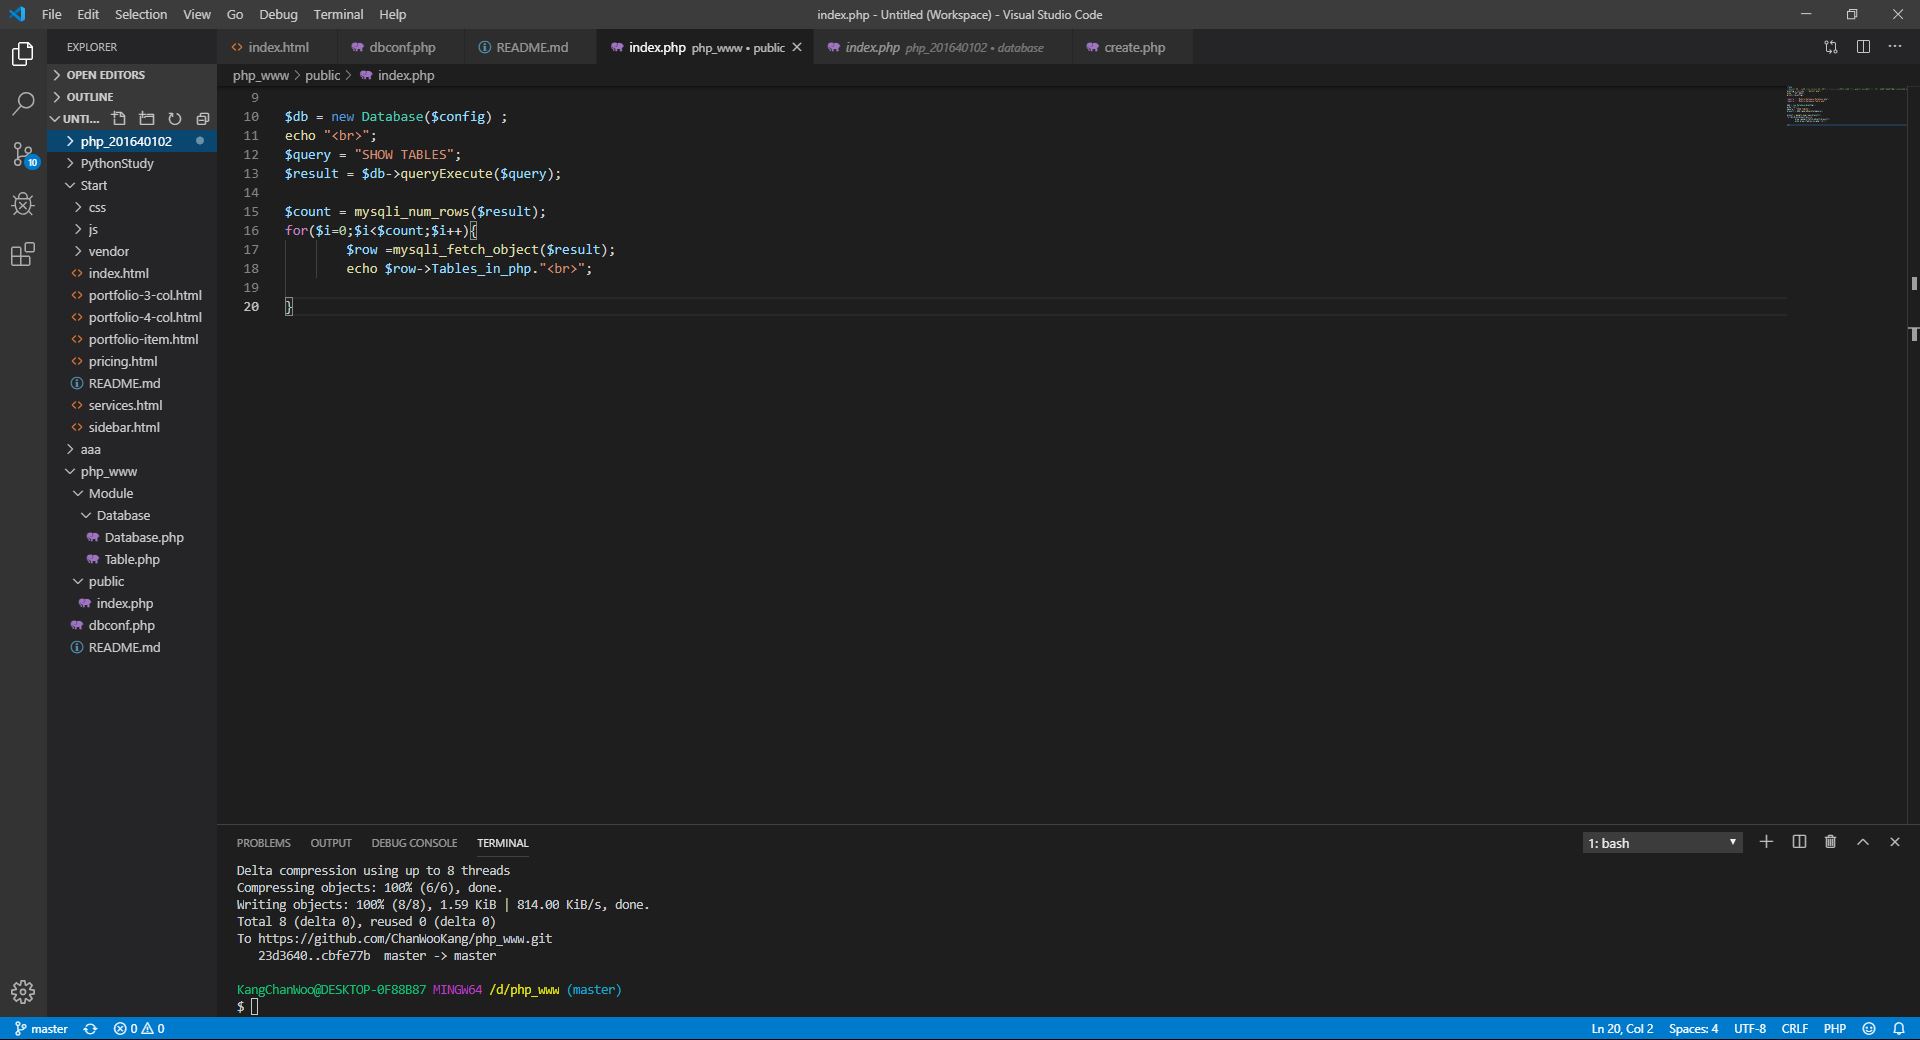 File Edit Selection View Go Debug Terminal Help
index.php - Untitled (Workspace) - Visual Studio Code
EXPLORER
OPEN EDITORS
OUTLINE
UNTI...
php_201640102
PythonStudy
Start
css
js
vendor
index.html
portfolio-3-col.html
portfolio-4-col.html
portfolio-item.html
pricing.html
README.md
services.html
sidebar.html
aaa
php_www
Module
Database
Database.php
Table.php
public
index.php
dbconf.php
README.md
10
index.html
dbconf.php
README.md
index.php php_www • public
index.php php_201640102 • database
create.php
php_www > public > index.php
9
10 $db = new Database($config) ;
11 echo "<br>";
12 $query = "SHOW TABLES";
13 $result = $db->queryExecute($query);
14
15 $count = mysqli_num_rows($result);
16 for($i=0;$i<$count;$i++){
17 $row =mysqli_fetch_object($result);
18 echo $row->Tables_in_php."<br>";
19
20 }
PROBLEMS OUTPUT DEBUG CONSOLE TERMINAL
1: bash
Delta compression using up to 8 threads
Compressing objects: 100% (6/6), done.
Writing objects: 100% (8/8), 1.59 KiB | 814.00 KiB/s, done.
Total 8 (delta 0), reused 0 (delta 0)
To https://github.com/ChanWooKang/php_www.git
23d3640..cbfe77b master -> master
KangChanWoo@DESKTOP-0F88B87 MINGW64 /d/php_www (master)
$
master 0 0
Ln 20, Col 2 Spaces: 4 UTF-8 CRLF PHP